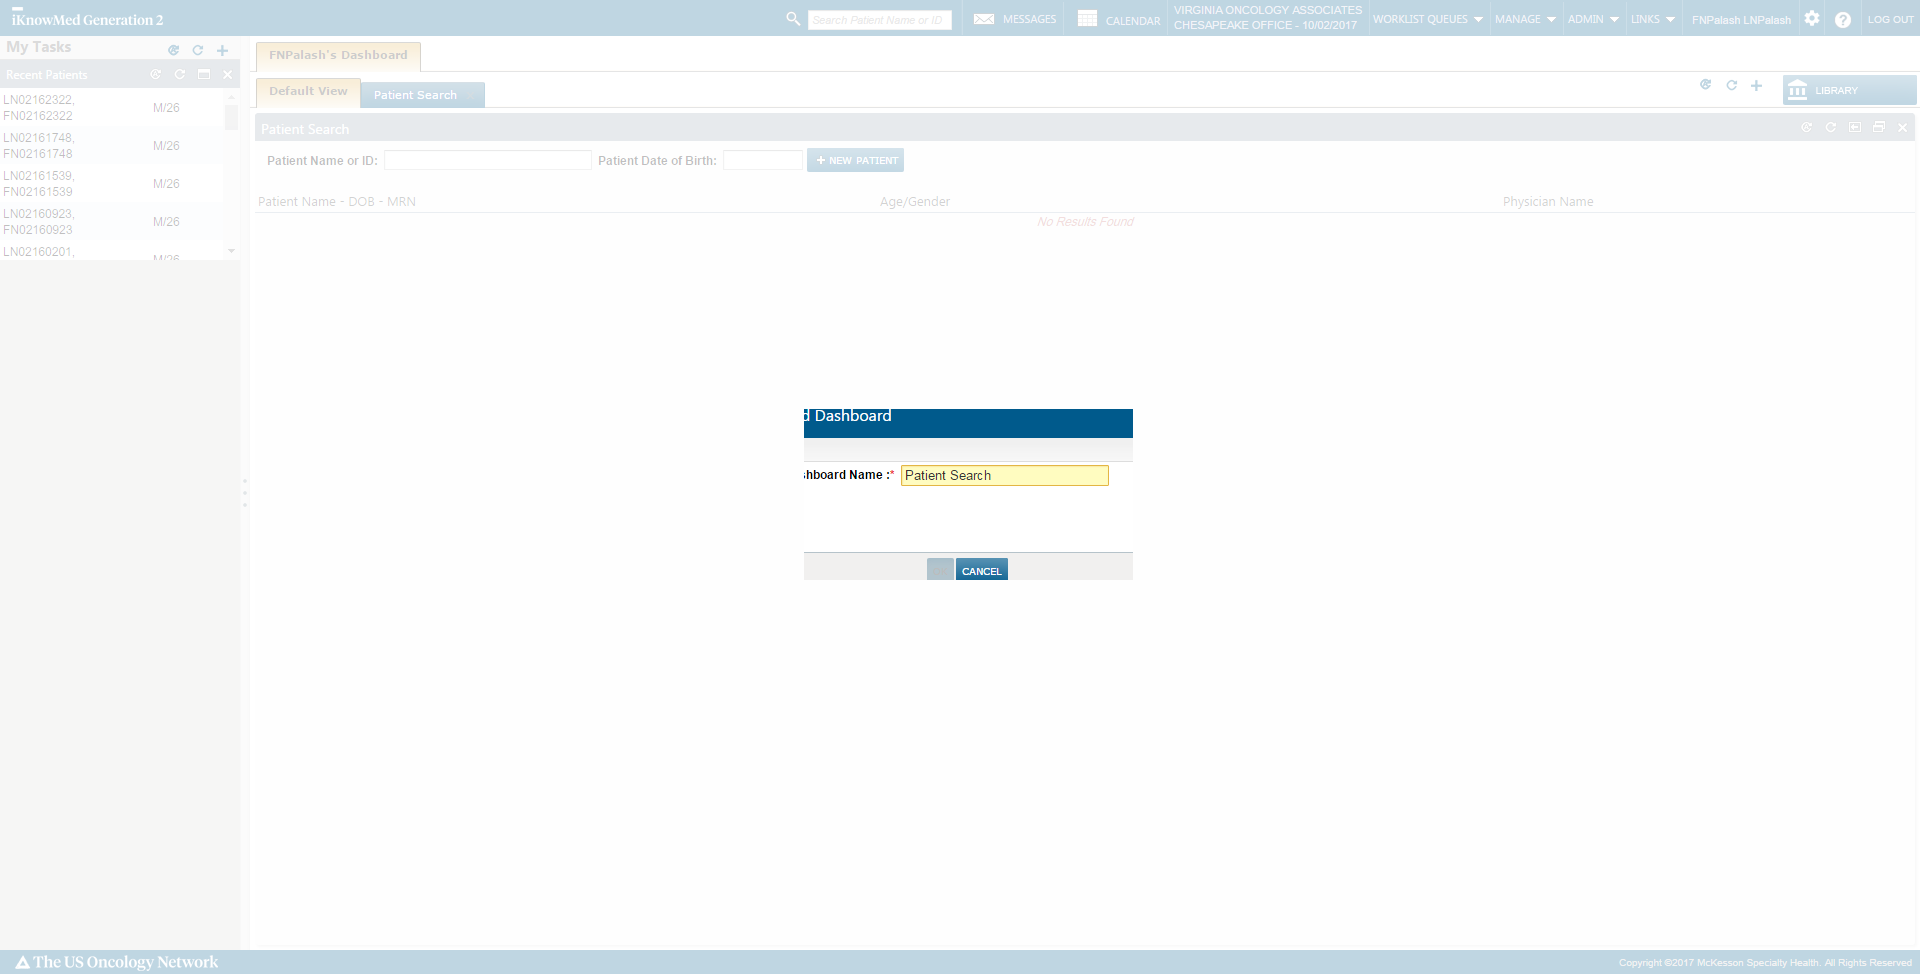 iKnowMed Generation 2
Search Patient Name or ID
MESSAGES
CALENDAR
VIRGINIA ONCOLOGY ASSOCIATES
CHESAPEAKE OFFICE - 10/02/2017
WORKLIST QUEUES
MANAGE
ADMIN
LINKS
FNPalash LNPalash
LOG OUT
My Tasks
Recent Patients
LN02162322,
FN02162322
M/26
LN02161748,
FN02161748
M/26
LN02161539,
FN02161539
M/26
LN02160923,
FN02160923
M/26
LN02160201,
M/26
FNPalash's Dashboard
Default View
Patient Search
LIBRARY
Patient Search
Patient Name or ID:
Patient Date of Birth:
+ NEW PATIENT
Patient Name - DOB - MRN
Age/Gender
Physician Name
No Results Found
d Dashboard
shboard Name :*
Patient Search
CANCEL
The US Oncology Network
Copyright ©2017 McKesson Specialty Health. All Rights Reserved